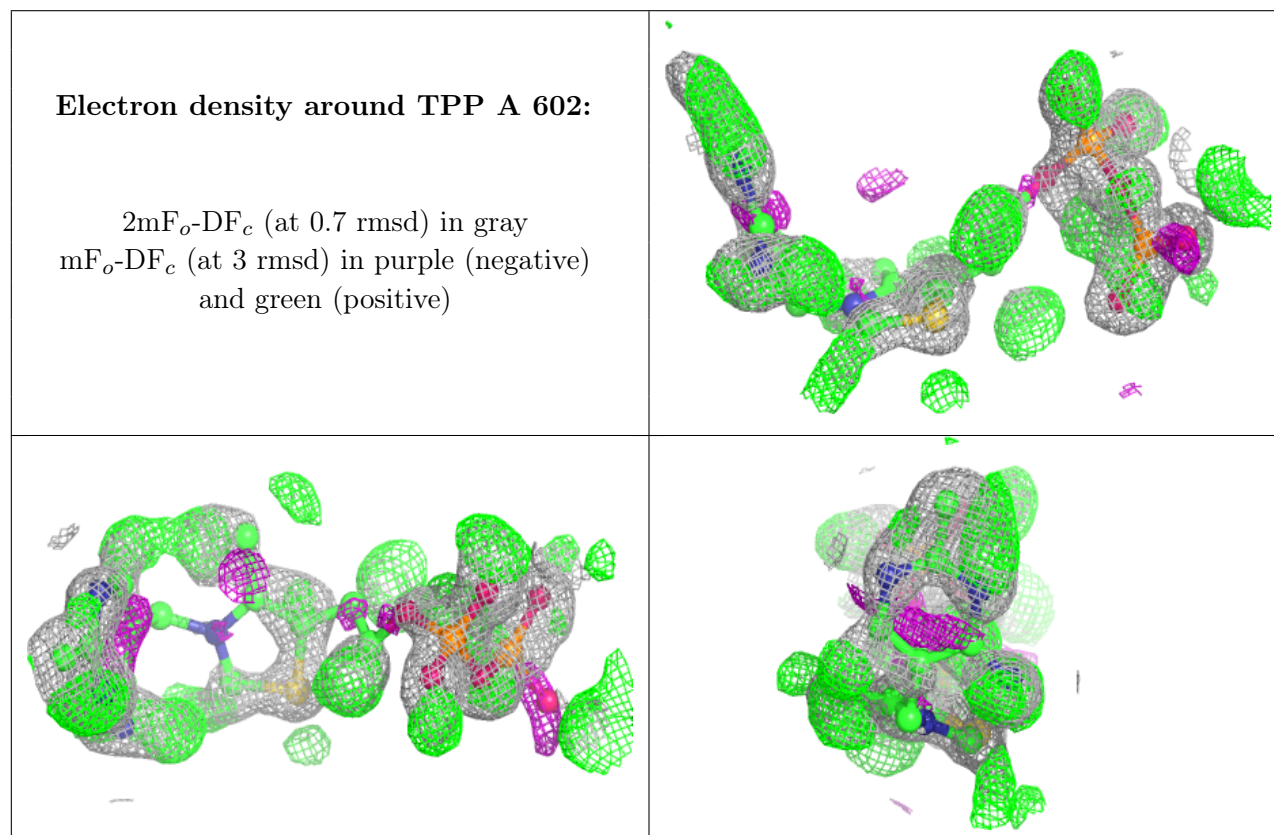 Electron density around TPP A 602:
2mFo-DFc (at 0.7 rmsd) in gray
mFo-DFc (at 3 rmsd) in purple (negative)
and green (positive)